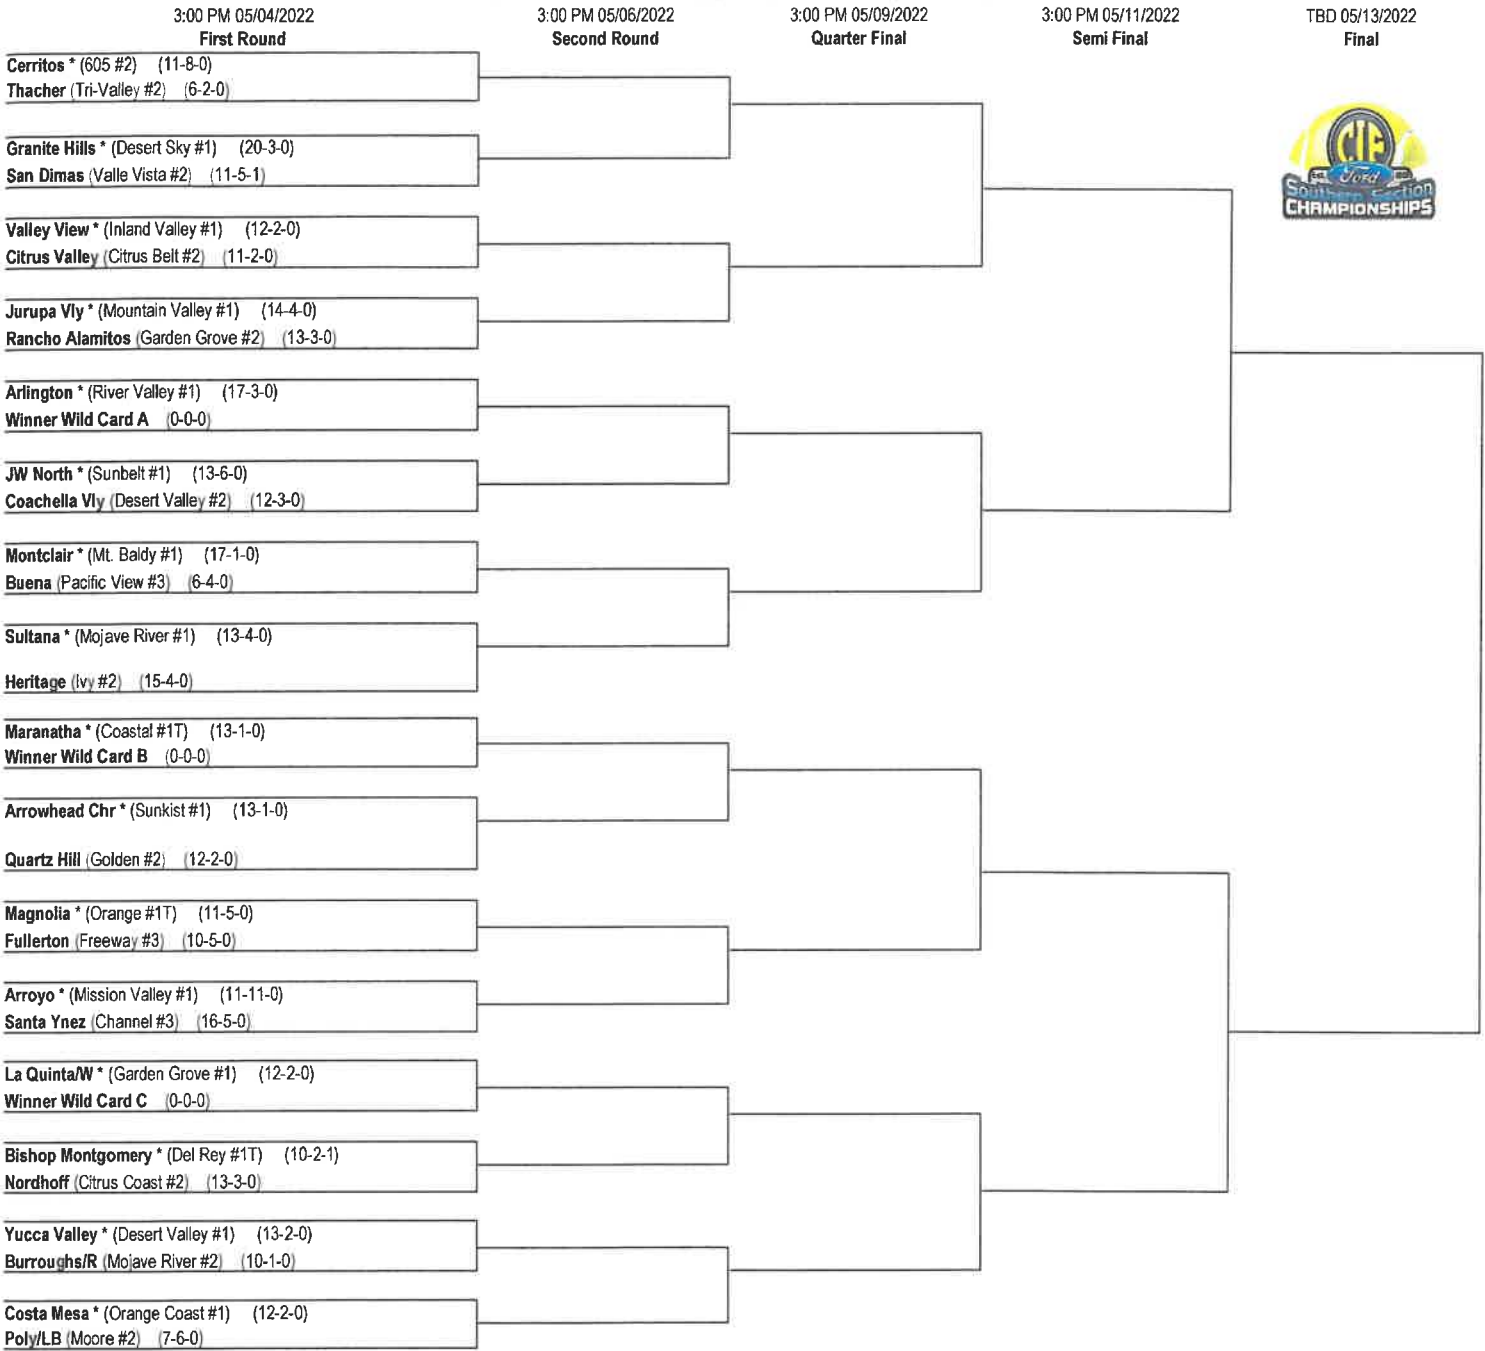 3:00 PM 05/04/2022
First Round
3:00 PM 05/06/2022
Second Round
3:00 PM 05/09/2022
Quarter Final
3:00 PM 05/11/2022
Semi Final
TBD 05/13/2022
Final
CIF
Ford
Southern Section
CHAMPIONSHIPS
Cerritos * (605 #2) (11-8-0)
Thacher (Tri-Valley #2) (6-2-0)
Granite Hills * (Desert Sky #1) (20-3-0)
San Dimas (Valle Vista #2) (11-5-1)
Valley View * (Inland Valley #1) (12-2-0)
Citrus Valley (Citrus Belt #2) (11-2-0)
Jurupa Vly * (Mountain Valley #1) (14-4-0)
Rancho Alamitos (Garden Grove #2) (13-3-0)
Arlington * (River Valley #1) (17-3-0)
Winner Wild Card A (0-0-0)
JW North * (Sunbelt #1) (13-6-0)
Coachella Vly (Desert Valley #2) (12-3-0)
Montclair * (Mt. Baldy #1) (17-1-0)
Buena (Pacific View #3) (6-4-0)
Sultana * (Mojave River #1) (13-4-0)
Heritage (Ivy #2) (15-4-0)
Maranatha * (Coastal #1T) (13-1-0)
Winner Wild Card B (0-0-0)
Arrowhead Chr * (Sunkist #1) (13-1-0)
Quartz Hill (Golden #2) (12-2-0)
Magnolia * (Orange #1T) (11-5-0)
Fullerton (Freeway #3) (10-5-0)
Arroyo * (Mission Valley #1) (11-11-0)
Santa Ynez (Channel #3) (16-5-0)
La Quinta/W * (Garden Grove #1) (12-2-0)
Winner Wild Card C (0-0-0)
Bishop Montgomery * (Del Rey #1T) (10-2-1)
Nordhoff (Citrus Coast #2) (13-3-0)
Yucca Valley * (Desert Valley #1) (13-2-0)
Burroughs/R (Mojave River #2) (10-1-0)
Costa Mesa * (Orange Coast #1) (12-2-0)
Poly/LB (Moore #2) (7-6-0)